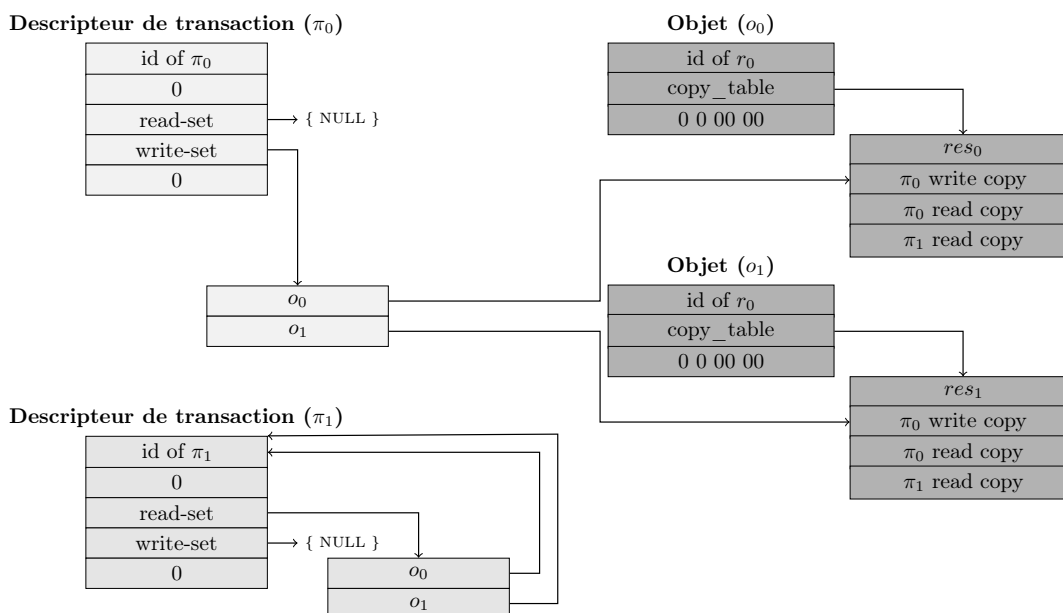 Descripteur de transaction (π₀)
id of π₀
0
read-set
{ NULL }
write-set
0
o₀
o₁
Objet (o₀)
id of r₀
copy_table
0 0 00 00
res₀
π₀ write copy
π₀ read copy
π₁ read copy
Objet (o₁)
id of r₀
copy_table
0 0 00 00
res₁
π₀ write copy
π₀ read copy
π₁ read copy
Descripteur de transaction (π₁)
id of π₁
0
read-set
write-set
{ NULL }
0
o₀
o₁